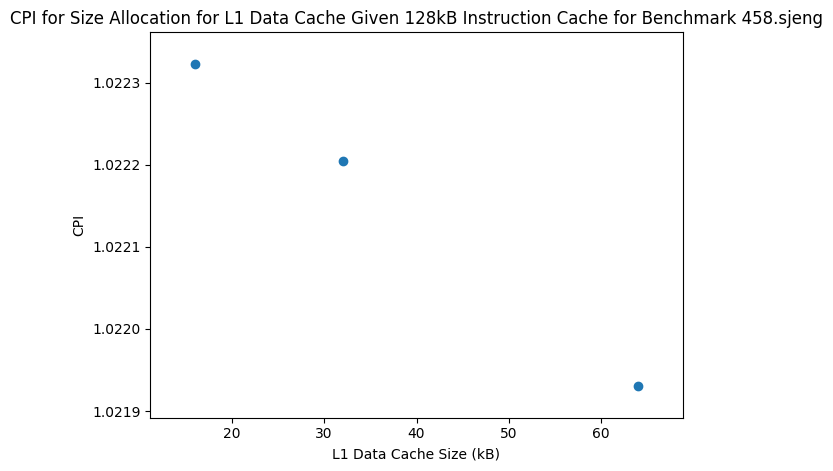 CPI for Size Allocation for L1 Data Cache Given 128kB Instruction Cache for Benchmark 458.sjeng
1.0223
1.0222
1.0221
1.0220
1.0219
CPI
20 30 40 50 60
L1 Data Cache Size (kB)